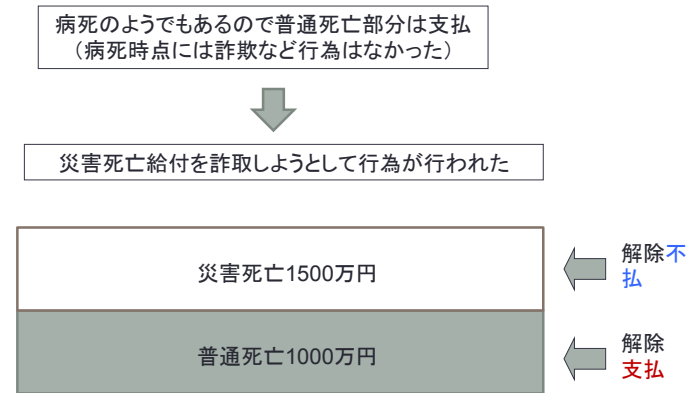 病死のようでもあるので普通死亡部分は支払
（病死時点には詐欺など行為はなかった）
災害死亡給付を詐取しようとして行為が行われた
災害死亡1500万円
解除不
払
普通死亡1000万円
解除
支払